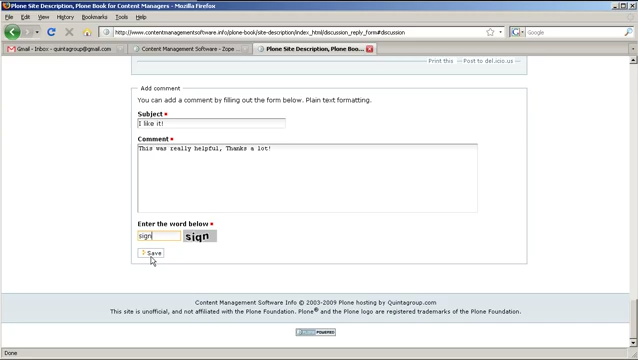 Plone Site Description, Plone Book for Content Managers - Mozilla Firefox
File Edit View History Bookmarks Tools Help
http://www.contentmanagementsoftware.info/plone-book/site-description/index_html/discussion_reply_form#discussion
Google
Gmail - Inbox - quintagroup@gmail.com
Content Management Software - Zope ...
Plone Site Description, Plone Boo...
Print this
Post to del.icio.us
Add comment
You can add a comment by filling out the form below. Plain text formatting.
Subject
I like it!
Comment
This was really helpful, Thanks a lot!
Enter the word below
sign
sign
Save
Content Management Software Info © 2003-2009 Plone hosting by Quintagroup.com
This site is unofficial, and not affiliated with the Plone Foundation. Plone® and the Plone logo are registered trademarks of the Plone Foundation.
POWERED
Done